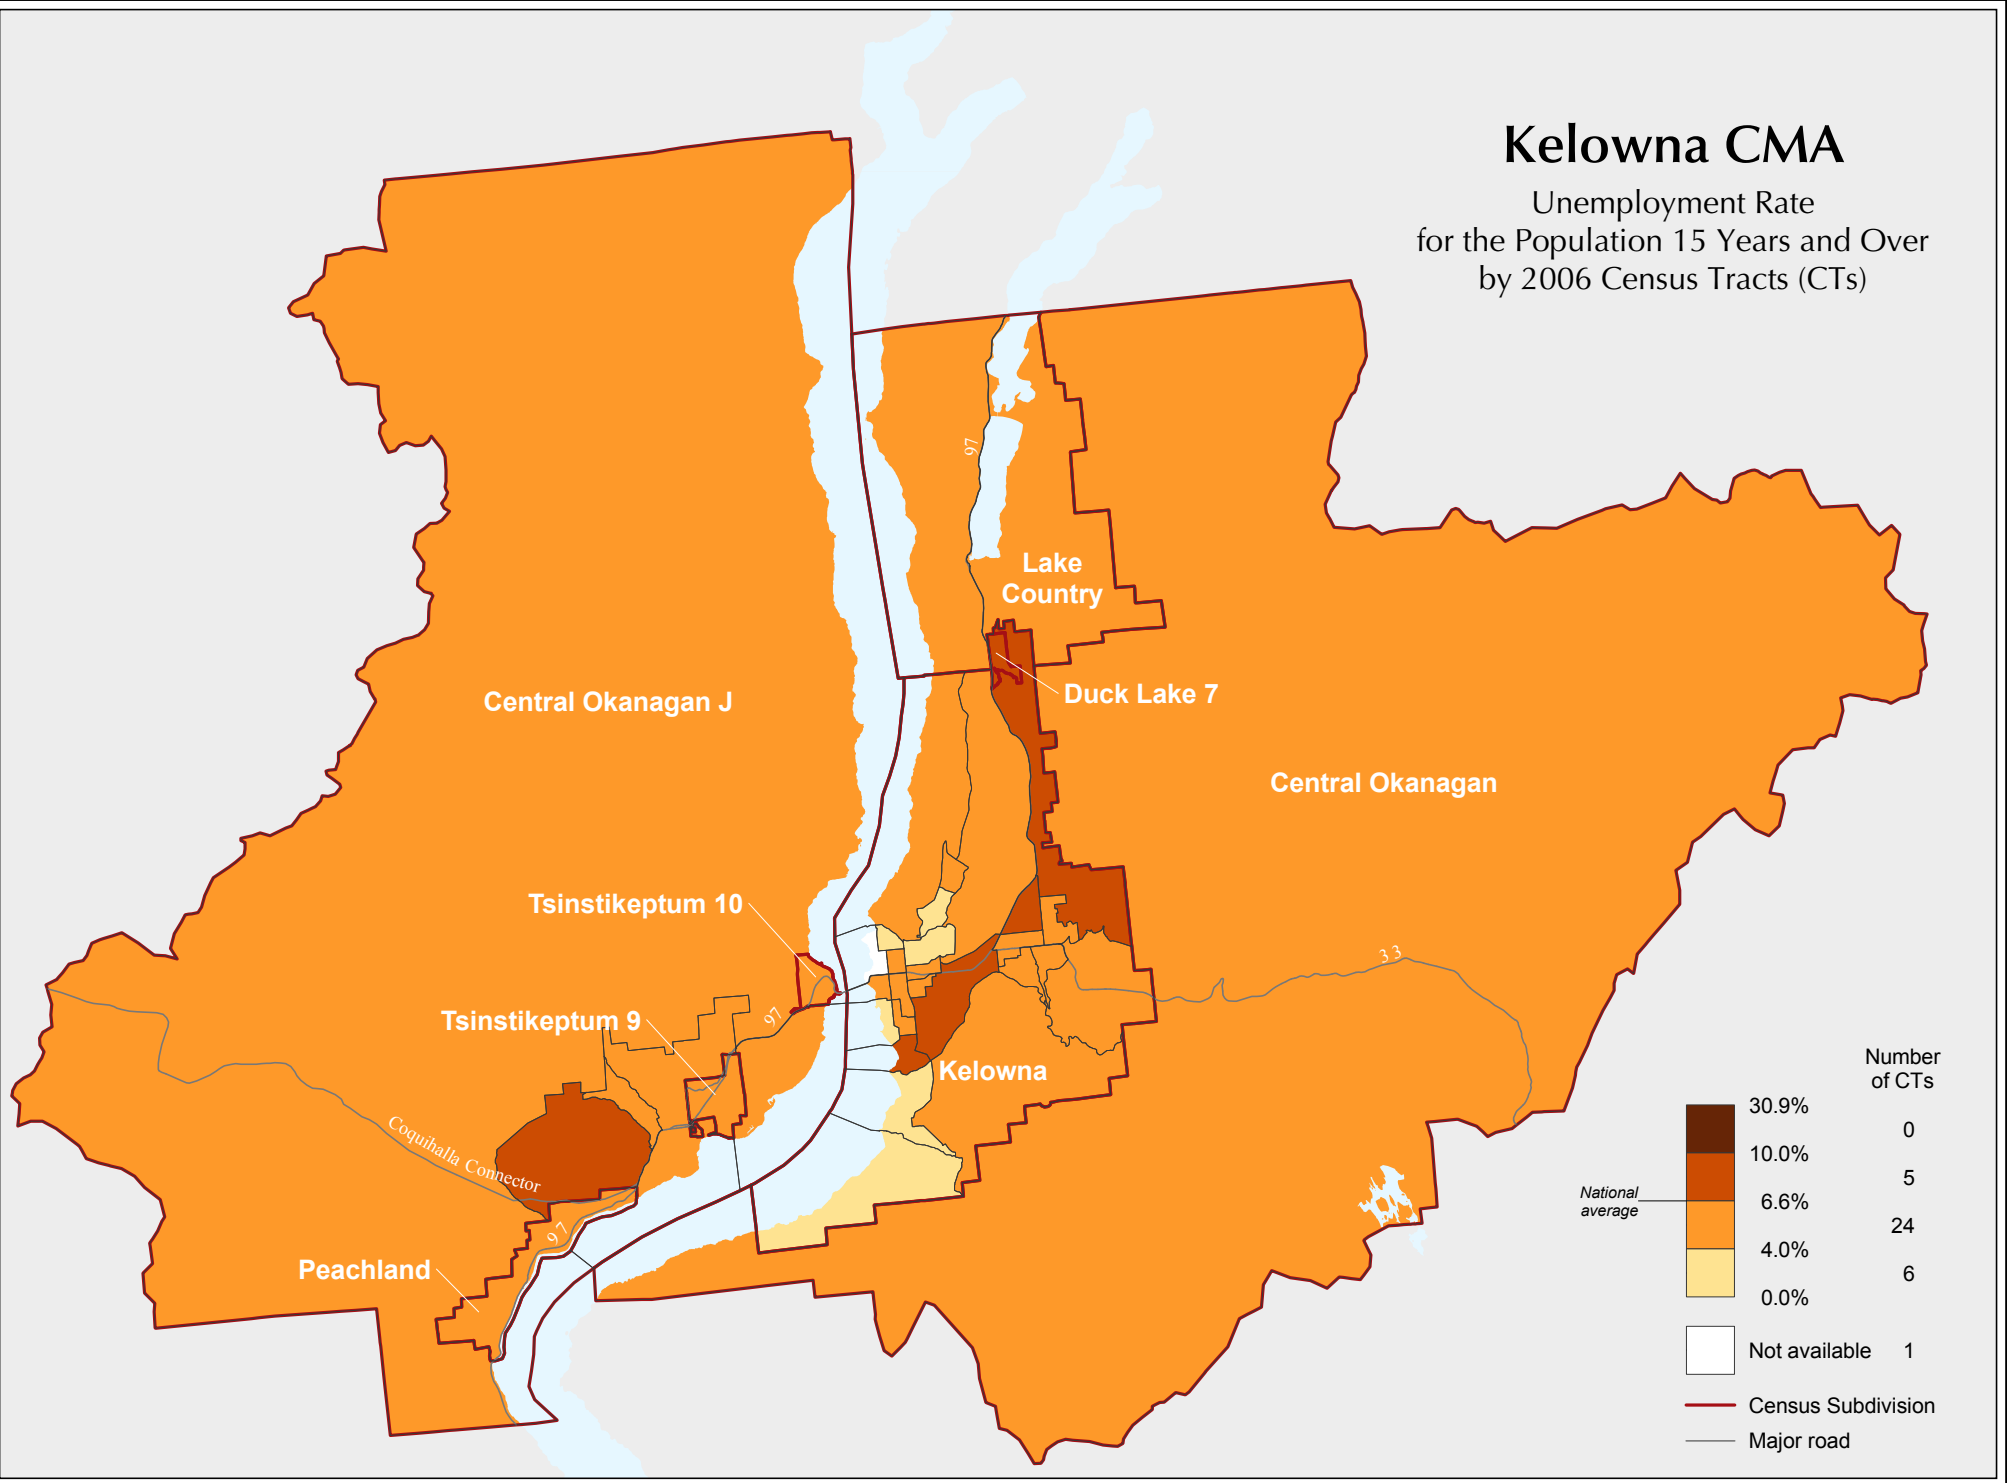 Kelowna CMA
Unemployment Rate
for the Population 15 Years and Over
by 2006 Census Tracts (CTs)
97
Lake
Country
Duck Lake 7
Central Okanagan J
Central Okanagan
Tsinstikeptum 10
33
Tsinstikeptum 9
97
Kelowna
Coquihalla Connector
97
Peachland
Number
of CTs
30.9%
0
10.0%
5
National
average
6.6%
24
4.0%
6
0.0%
Not available 1
Census Subdivision
Major road